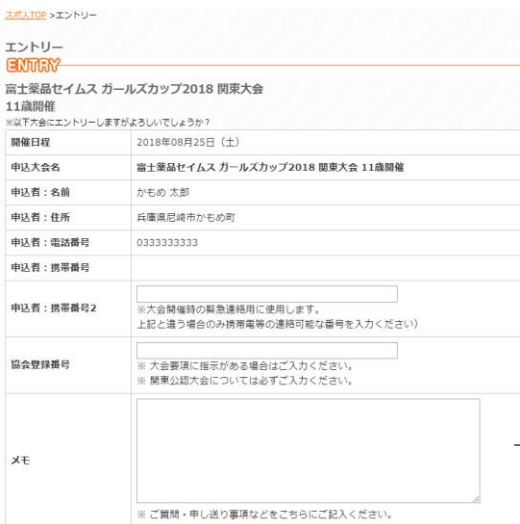 スポ人TOP >エントリー
エントリー
ENTRY
富士薬品セイムス ガールズカップ2018 関東大会
11歳開催
※以下大会にエントリーしますがよろしいでしょうか？
開催日程 2018年08月25日（土）
申込大会名 富士薬品セイムス ガールズカップ2018 関東大会 11歳開催
申込者：名前 かもめ 太郎
申込者：住所 兵庫県尼崎市かもめ町
申込者：電話番号 0333333333
申込者：携帯番号
申込者：携帯番号2
※大会開催時の緊急連絡用に使用します。
上記と違う場合のみ携帯電等の連絡可能な番号を入力ください）
協会登録番号
※ 大会要項に指示がある場合はご入力ください。
※ 関東公認大会については必ずご入力ください。
メモ
※ ご質問・申し送り事項などをこちらにご記入ください。